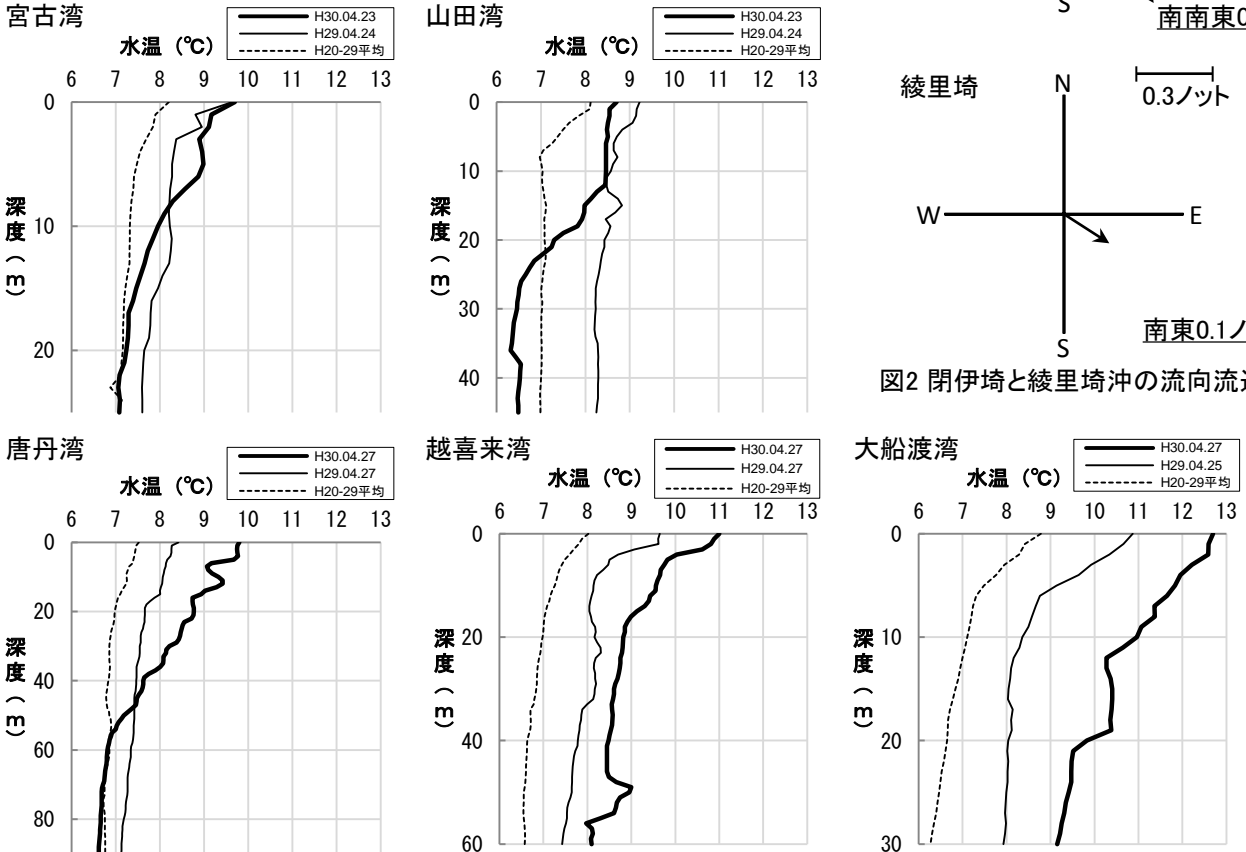 宮古湾
H30.04.23
H29.04.24
H20-29平均
水温 (℃)
6 7 8 9 10 11 12 13
0
10
20
深度(m)
山田湾
H30.04.23
H29.04.24
H20-29平均
水温 (℃)
6 7 8 9 10 11 12 13
0
10
20
30
40
深度(m)
S
南南東0
綾里埼
N
0.3ノット
W
E
S
南東0.1ノ
図2 閉伊埼と綾里埼沖の流向流
唐丹湾
H30.04.27
H29.04.27
H20-29平均
水温 (℃)
6 7 8 9 10 11 12 13
0
20
40
60
80
深度(m)
越喜来湾
H30.04.27
H29.04.27
H20-29平均
水温 (℃)
6 7 8 9 10 11 12 13
0
20
40
60
深度(m)
大船渡湾
H30.04.27
H29.04.25
H20-29平均
水温 (℃)
6 7 8 9 10 11 12 13
0
10
20
30
深度(m)